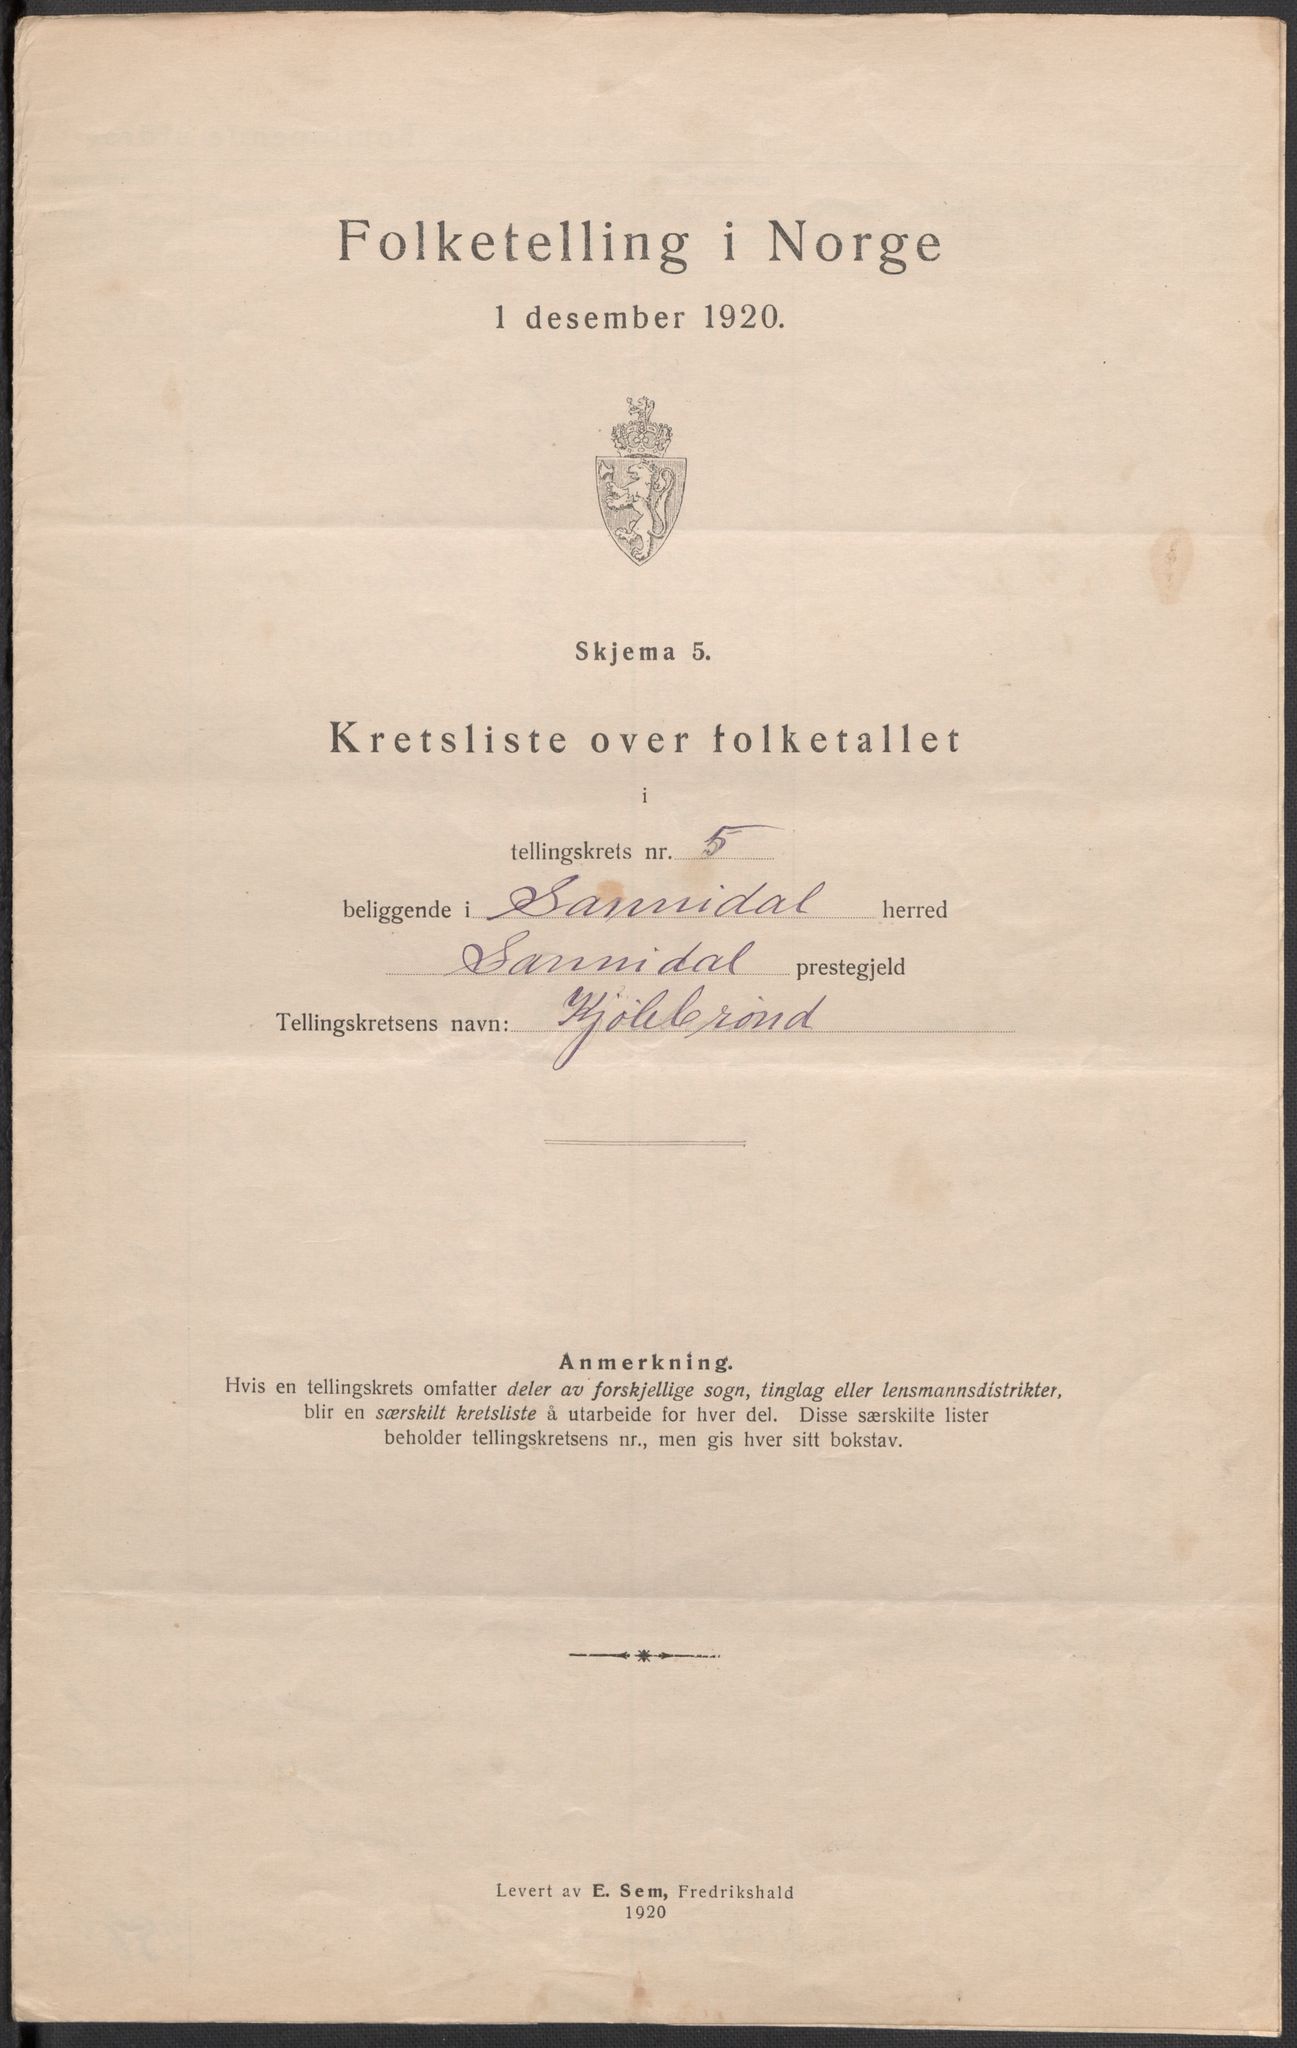 Folketelling i Norge
1 desember 1920.
Skjema 5.
Kretsliste over folketallet
i
tellingskrets nr. 5
beliggende i Sannidal herred
Sannidal prestegjeld
Tellingskretsens navn: Kjölebrønd
Anmerkning.
Hvis en tellingskrets omfatter deler av forskjellige sogn, tinglag eller lensmannsdistrikter,
blir en særskilt kretsliste å utarbeide for hver del. Disse særskilte lister
beholder tellingskretsens nr., men gis hver sitt bokstav.
Levert av E. Sem, Fredrikshald
1920